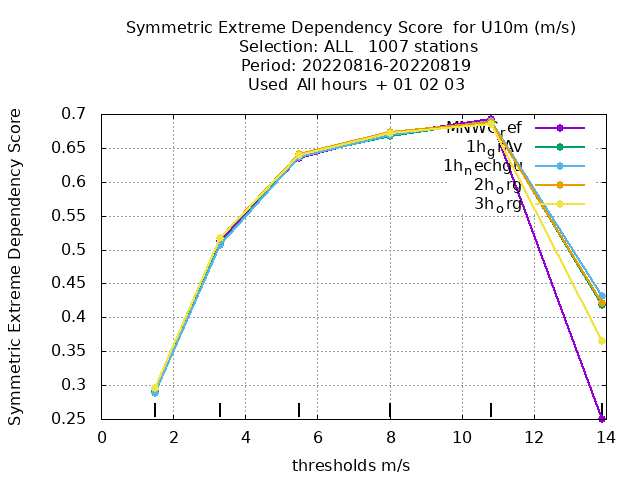 Symmetric Extreme Dependency Score for U10m (m/s)
Selection: ALL 1007 stations
Period: 20220816-20220819
Used All hours + 01 02 03
Symmetric Extreme Dependency Score
0.7
0.65
0.6
0.55
0.5
0.45
0.4
0.35
0.3
0.25
2h_org
3h_org
0 2 4 6 8 10 12 14
thresholds m/s